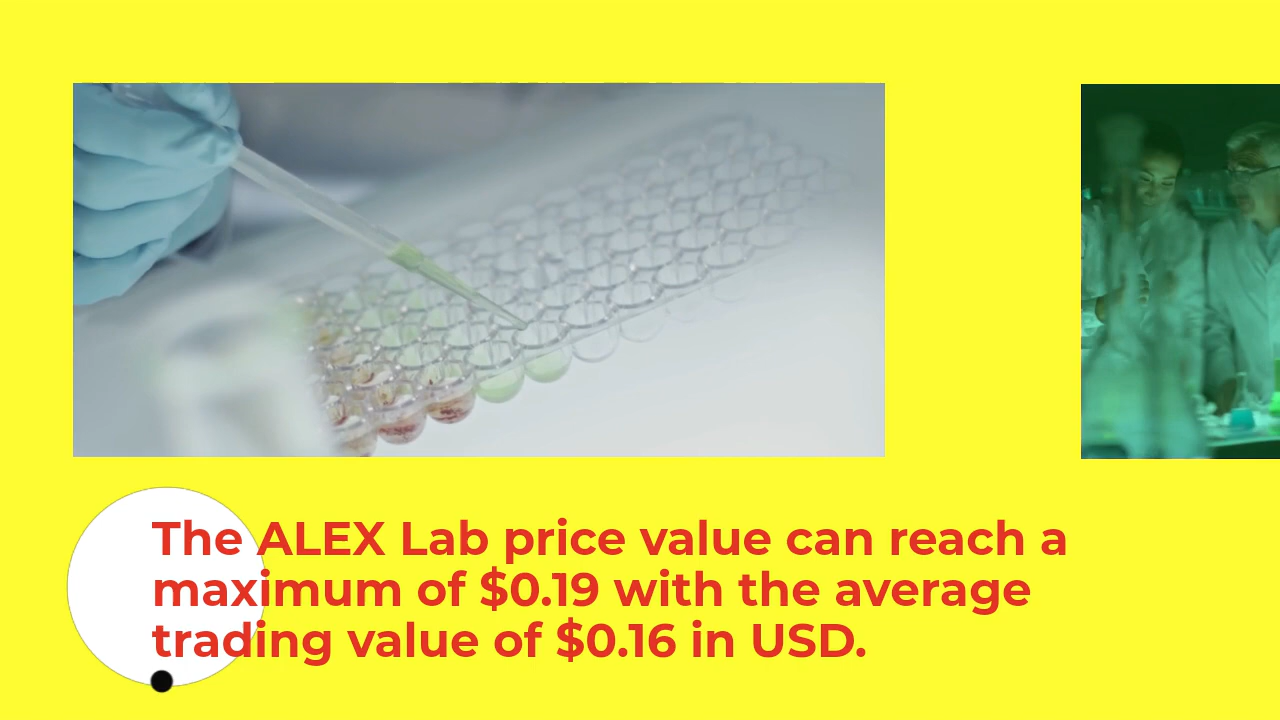 The ALEX Lab price value can reach a
maximum of $0.19 with the average
trading value of $0.16 in USD.